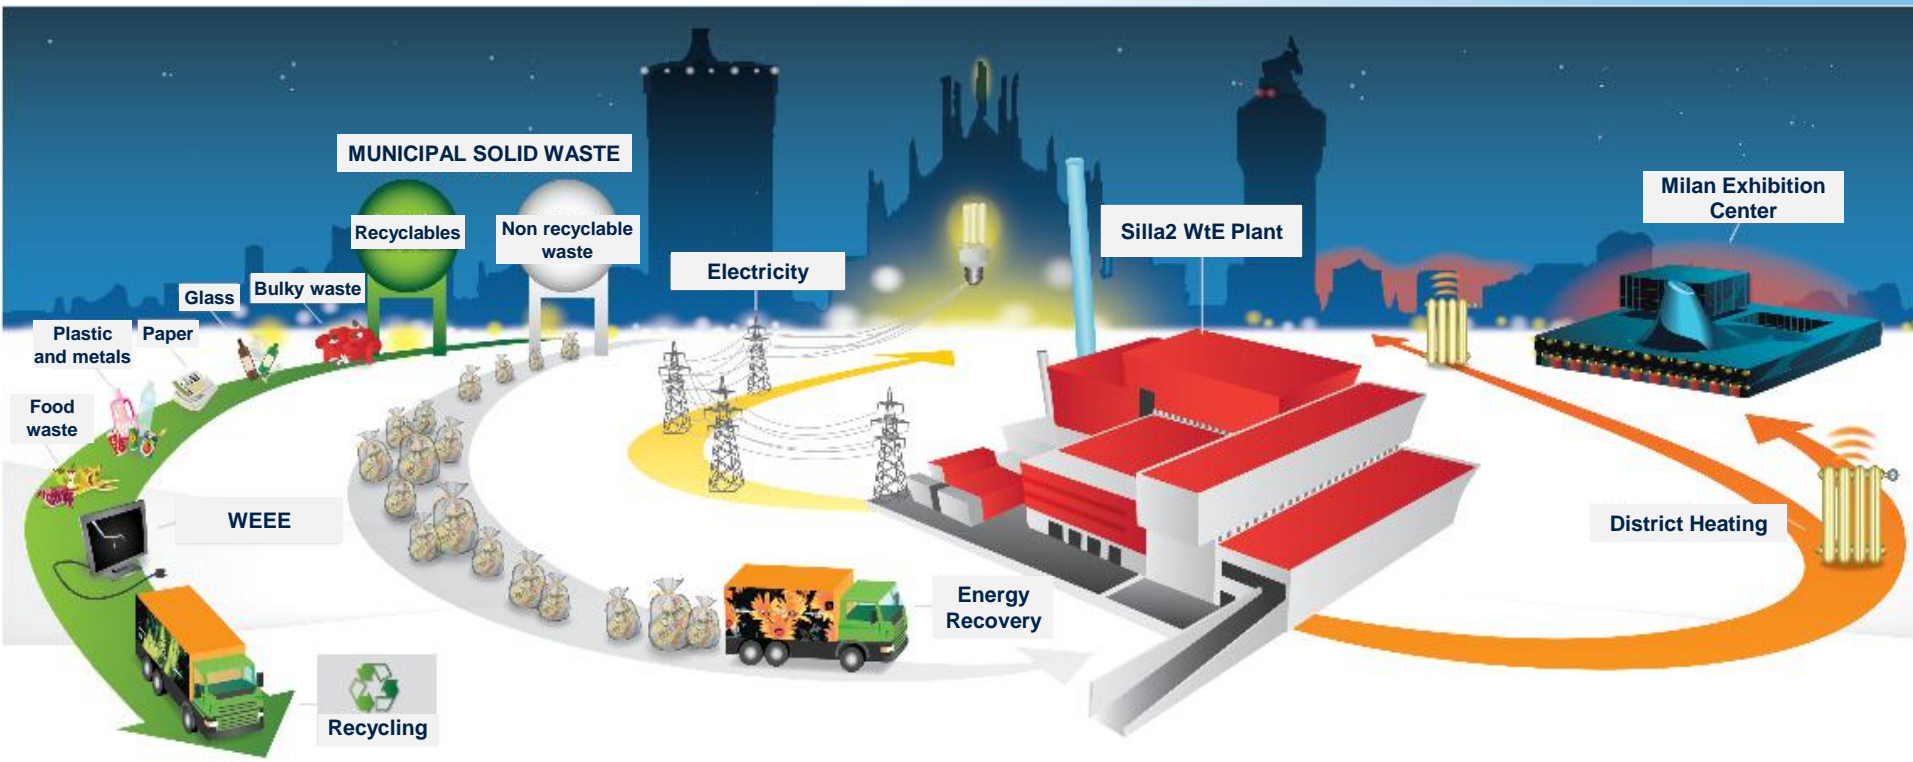 MUNICIPAL SOLID WASTE
Recyclables
Non recyclable
waste
Bulky waste
Glass
Paper
Plastic
and metals
Food
waste
WEEE
Recycling
Electricity
Energy
Recovery
Silla2 WtE Plant
Milan Exhibition
Center
District Heating